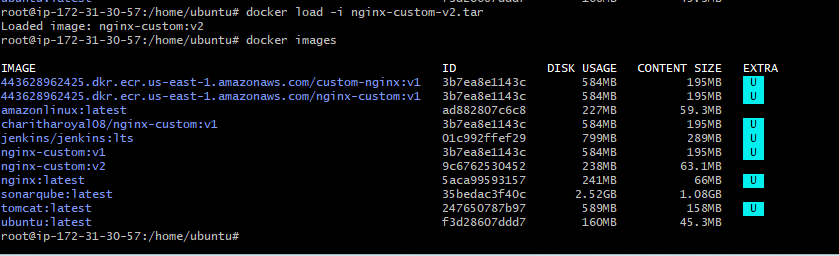 root@ip-172-31-30-57:/home/ubuntu# docker load -i nginx-custom-v2.tar
Loaded image: nginx-custom:v2
root@ip-172-31-30-57:/home/ubuntu# docker images
IMAGE ID DISK USAGE CONTENT SIZE EXTRA
443628962425.dkr.ecr.us-east-1.amazonaws.com/custom-nginx:v1 3b7ea8e1143c 584MB 195MB U
443628962425.dkr.ecr.us-east-1.amazonaws.com/nginx-custom:v1 3b7ea8e1143c 584MB 195MB U
amazonlinux:latest ad882807c6c8 227MB 59.3MB
charitharoyal08/nginx-custom:v1 3b7ea8e1143c 584MB 195MB U
jenkins/jenkins:lts 01c992ffef29 799MB 289MB U
nginx-custom:v1 3b7ea8e1143c 584MB 195MB U
nginx-custom:v2 9c6762530452 238MB 63.1MB
nginx:latest 5aca99593157 241MB 66MB U
sonarqube:latest 35bedac3f40c 2.52GB 1.08GB
tomcat:latest 247650787b97 589MB 158MB U
ubuntu:latest f3d28607ddd7 160MB 45.3MB
root@ip-172-31-30-57:/home/ubuntu#